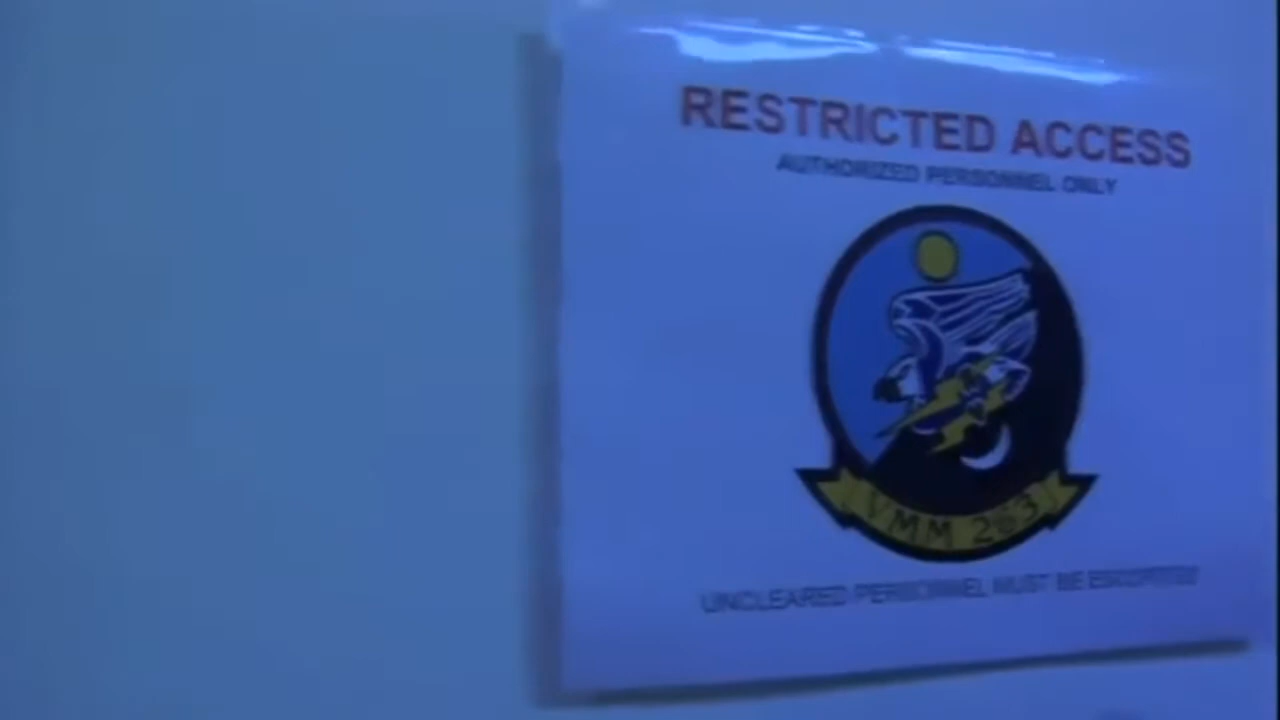 RESTRICTED ACCESS
AUTHORIZED PERSONNEL ONLY
VMM 263
UNCLEARED PERSONNEL MUST BE ESCORTED